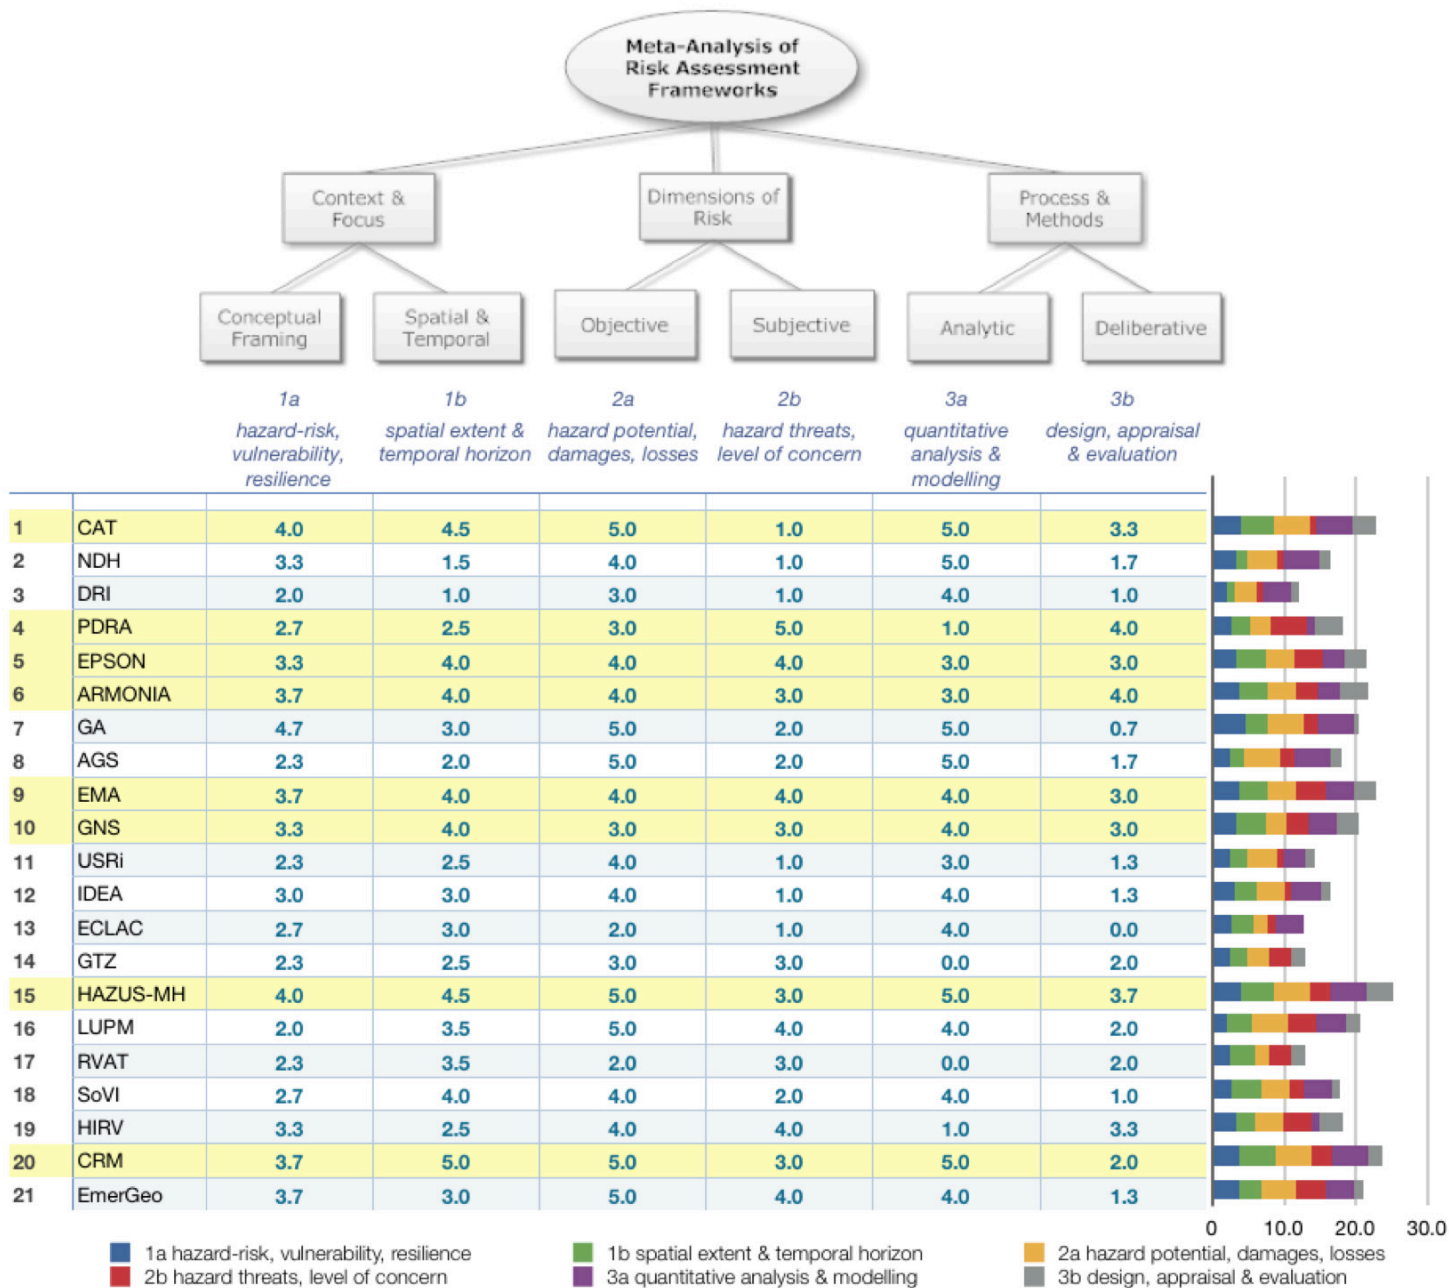 Meta-Analysis of
Risk Assessment
Frameworks
Context &
Focus
Dimensions of
Risk
Process &
Methods
Conceptual
Framing
Spatial &
Temporal
Objective
Subjective
Analytic
Deliberative
1a 1b 2a 2b 3a 3b
hazard-risk,
vulnerability,
resilience
spatial extent &
temporal horizon
hazard potential,
damages, losses
hazard threats,
level of concern
quantitative
analysis &
modelling
design, appraisal
& evaluation
1 CAT 4.0 4.5 5.0 1.0 5.0 3.3
2 NDH 3.3 1.5 4.0 1.0 5.0 1.7
3 DRI 2.0 1.0 3.0 1.0 4.0 1.0
4 PDRA 2.7 2.5 3.0 5.0 1.0 4.0
5 EPSON 3.3 4.0 4.0 4.0 3.0 3.0
6 ARMONIA 3.7 4.0 4.0 3.0 3.0 4.0
7 GA 4.7 3.0 5.0 2.0 5.0 0.7
8 AGS 2.3 2.0 5.0 2.0 5.0 1.7
9 EMA 3.7 4.0 4.0 4.0 4.0 3.0
10 GNS 3.3 4.0 3.0 3.0 4.0 3.0
11 USRi 2.3 2.5 4.0 1.0 3.0 1.3
12 IDEA 3.0 3.0 4.0 1.0 4.0 1.3
13 ECLAC 2.7 3.0 2.0 1.0 4.0 0.0
14 GTZ 2.3 2.5 3.0 3.0 0.0 2.0
15 HAZUS-MH 4.0 4.5 5.0 3.0 5.0 3.7
16 LUPM 2.0 3.5 5.0 4.0 4.0 2.0
17 RVAT 2.3 3.5 2.0 3.0 0.0 2.0
18 SoVI 2.7 4.0 4.0 2.0 4.0 1.0
19 HIRV 3.3 2.5 4.0 4.0 1.0 3.3
20 CRM 3.7 5.0 5.0 3.0 5.0 2.0
21 EmerGeo 3.7 3.0 5.0 4.0 4.0 1.3
0 10.0 20.0 30.0
1a hazard-risk, vulnerability, resilience
1b spatial extent & temporal horizon
2a hazard potential, damages, losses
2b hazard threats, level of concern
3a quantitative analysis & modelling
3b design, appraisal & evaluation